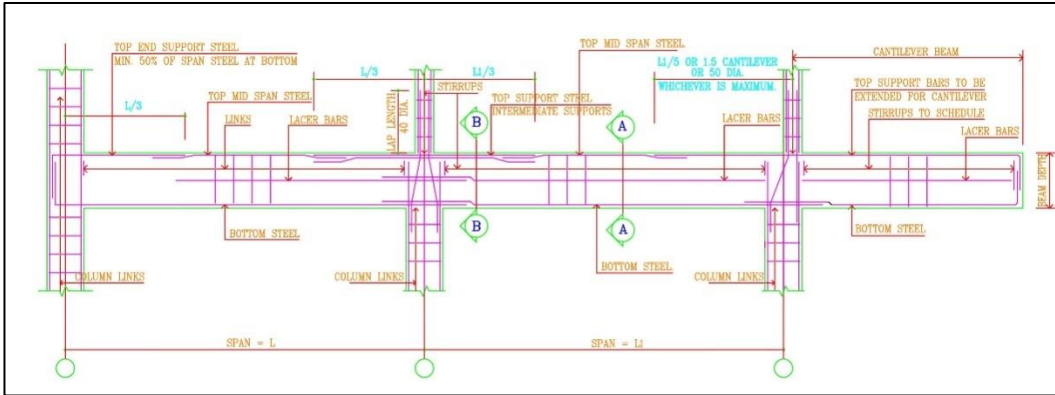 TOP END SUPPORT STEEL
MIN. 50% OF SPAN STEEL AT BOTTOM
TOP MID SPAN STEEL
CANTILEVER BEAM
L/3
L1/3
L1/5 OR 1.5 CANTILEVER
OR 50 DIA.
WHICHEVER IS MAXIMUM.
STIRRUPS
TOP SUPPORT BARS TO BE
EXTENDED FOR CANTILEVER
L/3
TOP MID SPAN STEEL
LAP LENGTH
40 DIA.
TOP SUPPORT STEEL
INTERMEDIATE SUPPORTS
STIRRUPS TO SCHEDULE
LINKS
LACER BARS
B
A
LACER BARS
LACER BARS
BEAM DEPTH
BOTTOM STEEL
B
A
BOTTOM STEEL
COLUMN LINKS
COLUMN LINKS
BOTTOM STEEL
COLUMN LINKS
SPAN = L
SPAN = L1